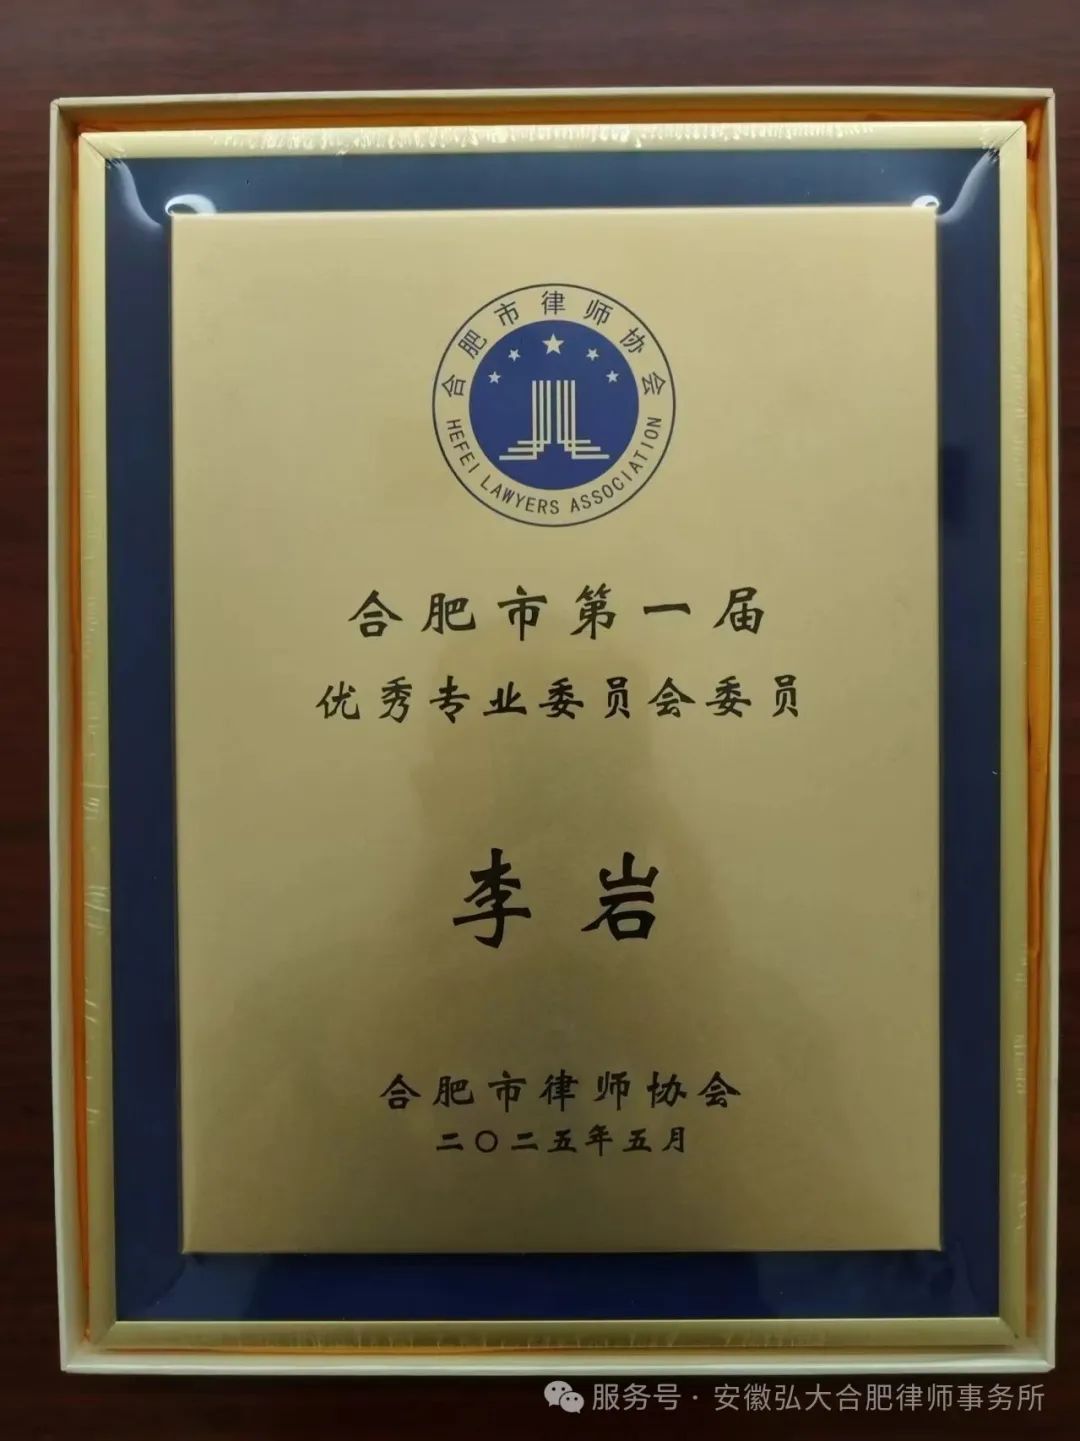 合肥市律师协会
HEFEI LAWYERS ASSOCIATION
合肥市第一届
优秀专业委员会委员
李岩
合肥市律师协会
二〇二五年五月
服务号·安徽弘大合肥律师事务所